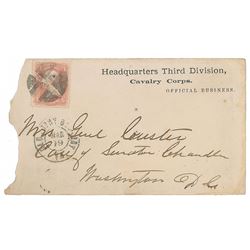 Headquarters Third Division,
Cavalry Corps.
OFFICIAL BUSINESS.
Mrs Genl Custer
Care of Senator Chandler
Washington D.C.